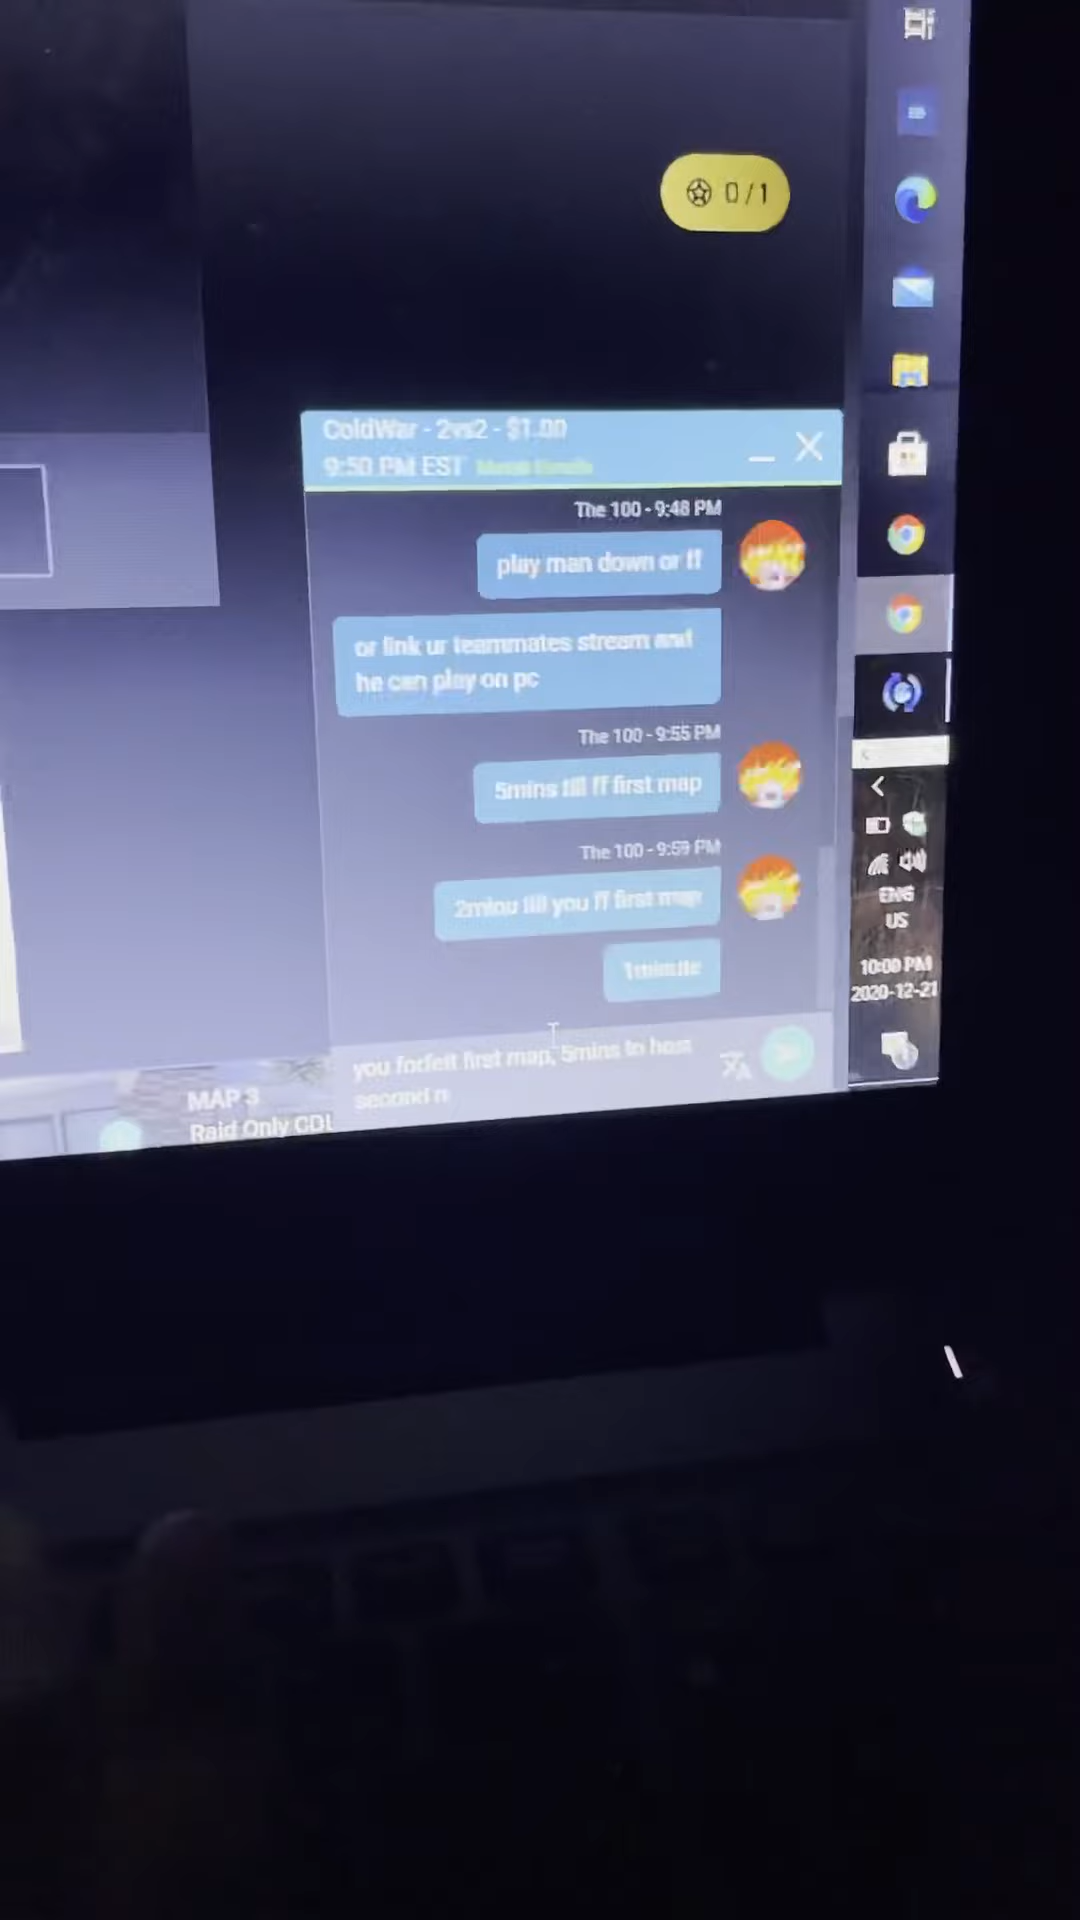 0/1
ColdWar - 2vs2 - $1.00
9:50 PM EST
The 100 - 9:48 PM
play man down or ff
or link ur teammates stream and
he can play on pc
The 100 - 9:55 PM
5mins till ff first map
The 100 - 9:59 PM
2minu till you ff first map
1minute
you forfeit first map, 5mins to host
second n
MAP 3
Raid Only CDL
ENG
US
10:00 PM
2020-12-21